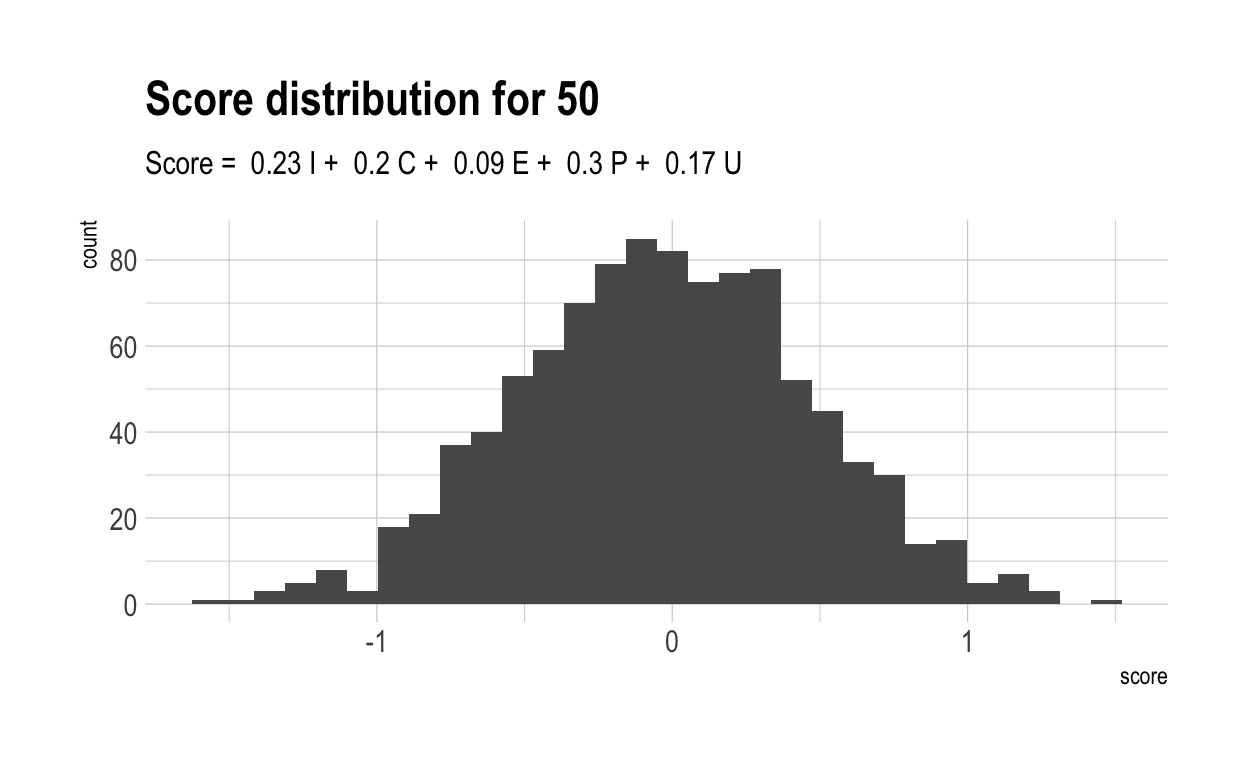 Score distribution for 50
Score = 0.23 I + 0.2 C + 0.09 E + 0.3 P + 0.17 U
count
80
60
40
20
0
-1 0 1
score